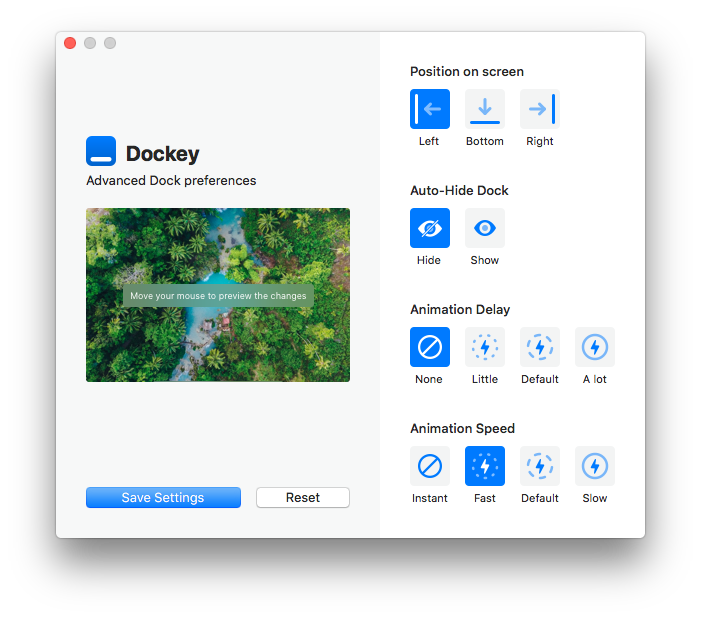 Dockey
Advanced Dock preferences
Move your mouse to preview the changes
Save Settings
Reset
Position on screen
Left
Bottom
Right
Auto-Hide Dock
Hide
Show
Animation Delay
None
Little
Default
A lot
Animation Speed
Instant
Fast
Default
Slow